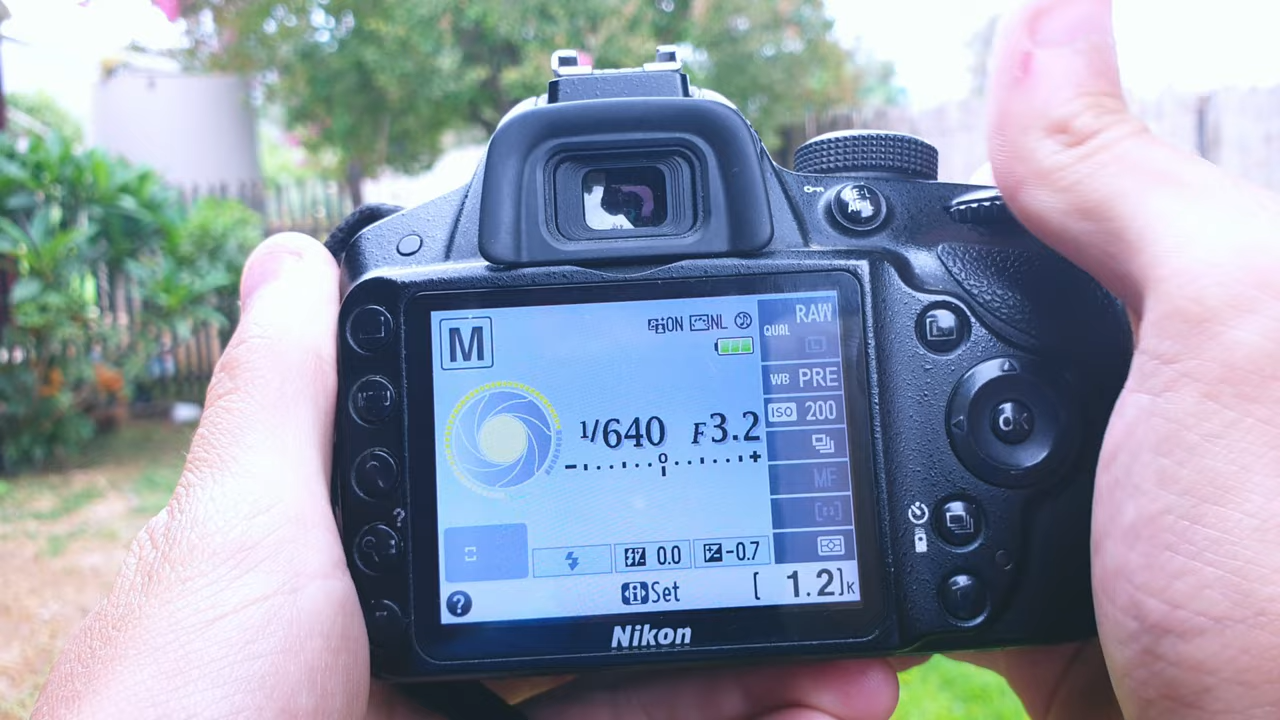 AE-L
AF-L
M
ON NL
RAW
QUAL
WB PRE
ISO 200
1/640 F3.2
- 0 +
MF
0.0 -0.7
? i Set [1.2]K
OK
?
Nikon